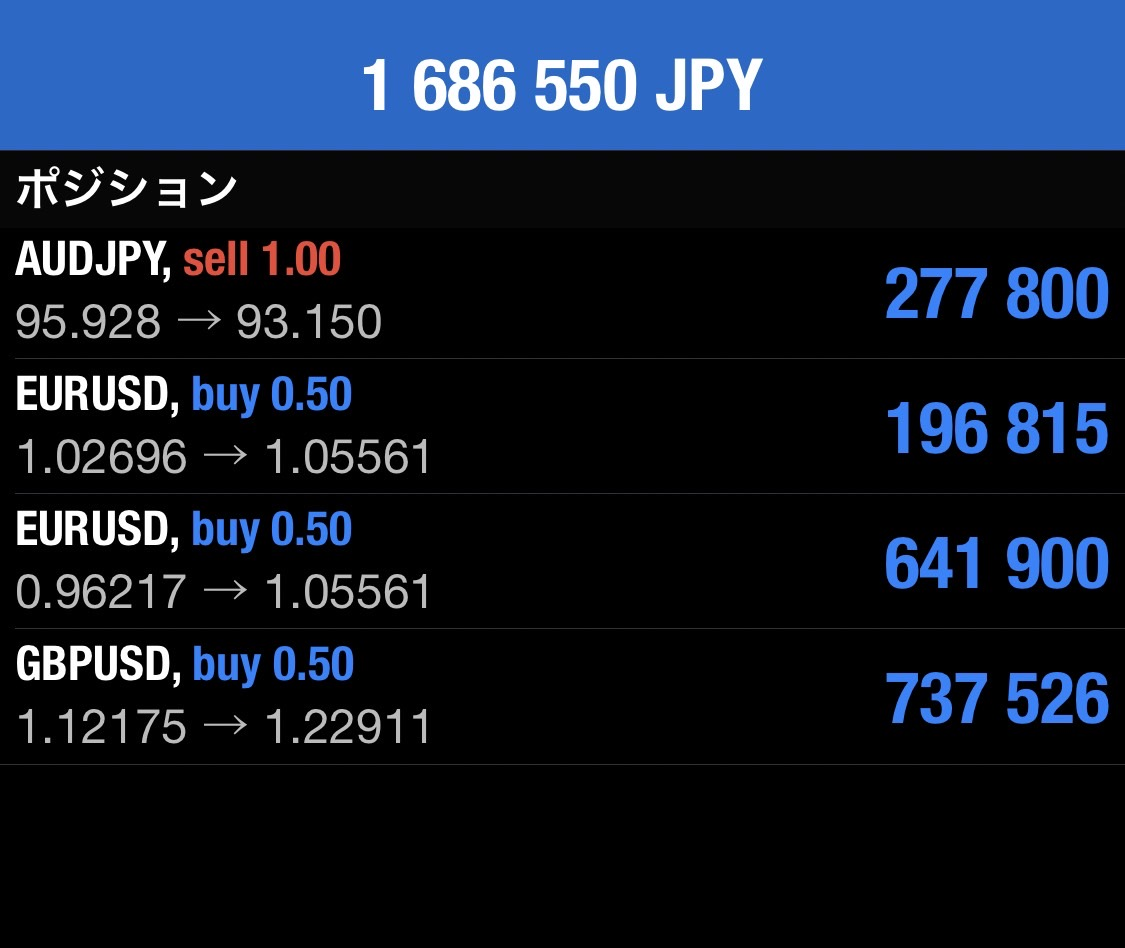 1 686 550 JPY
ポジション
AUDJPY, sell 1.00
95.928 → 93.150
277 800
EURUSD, buy 0.50
1.02696 → 1.05561
196 815
EURUSD, buy 0.50
0.96217 → 1.05561
641 900
GBPUSD, buy 0.50
1.12175 → 1.22911
737 526